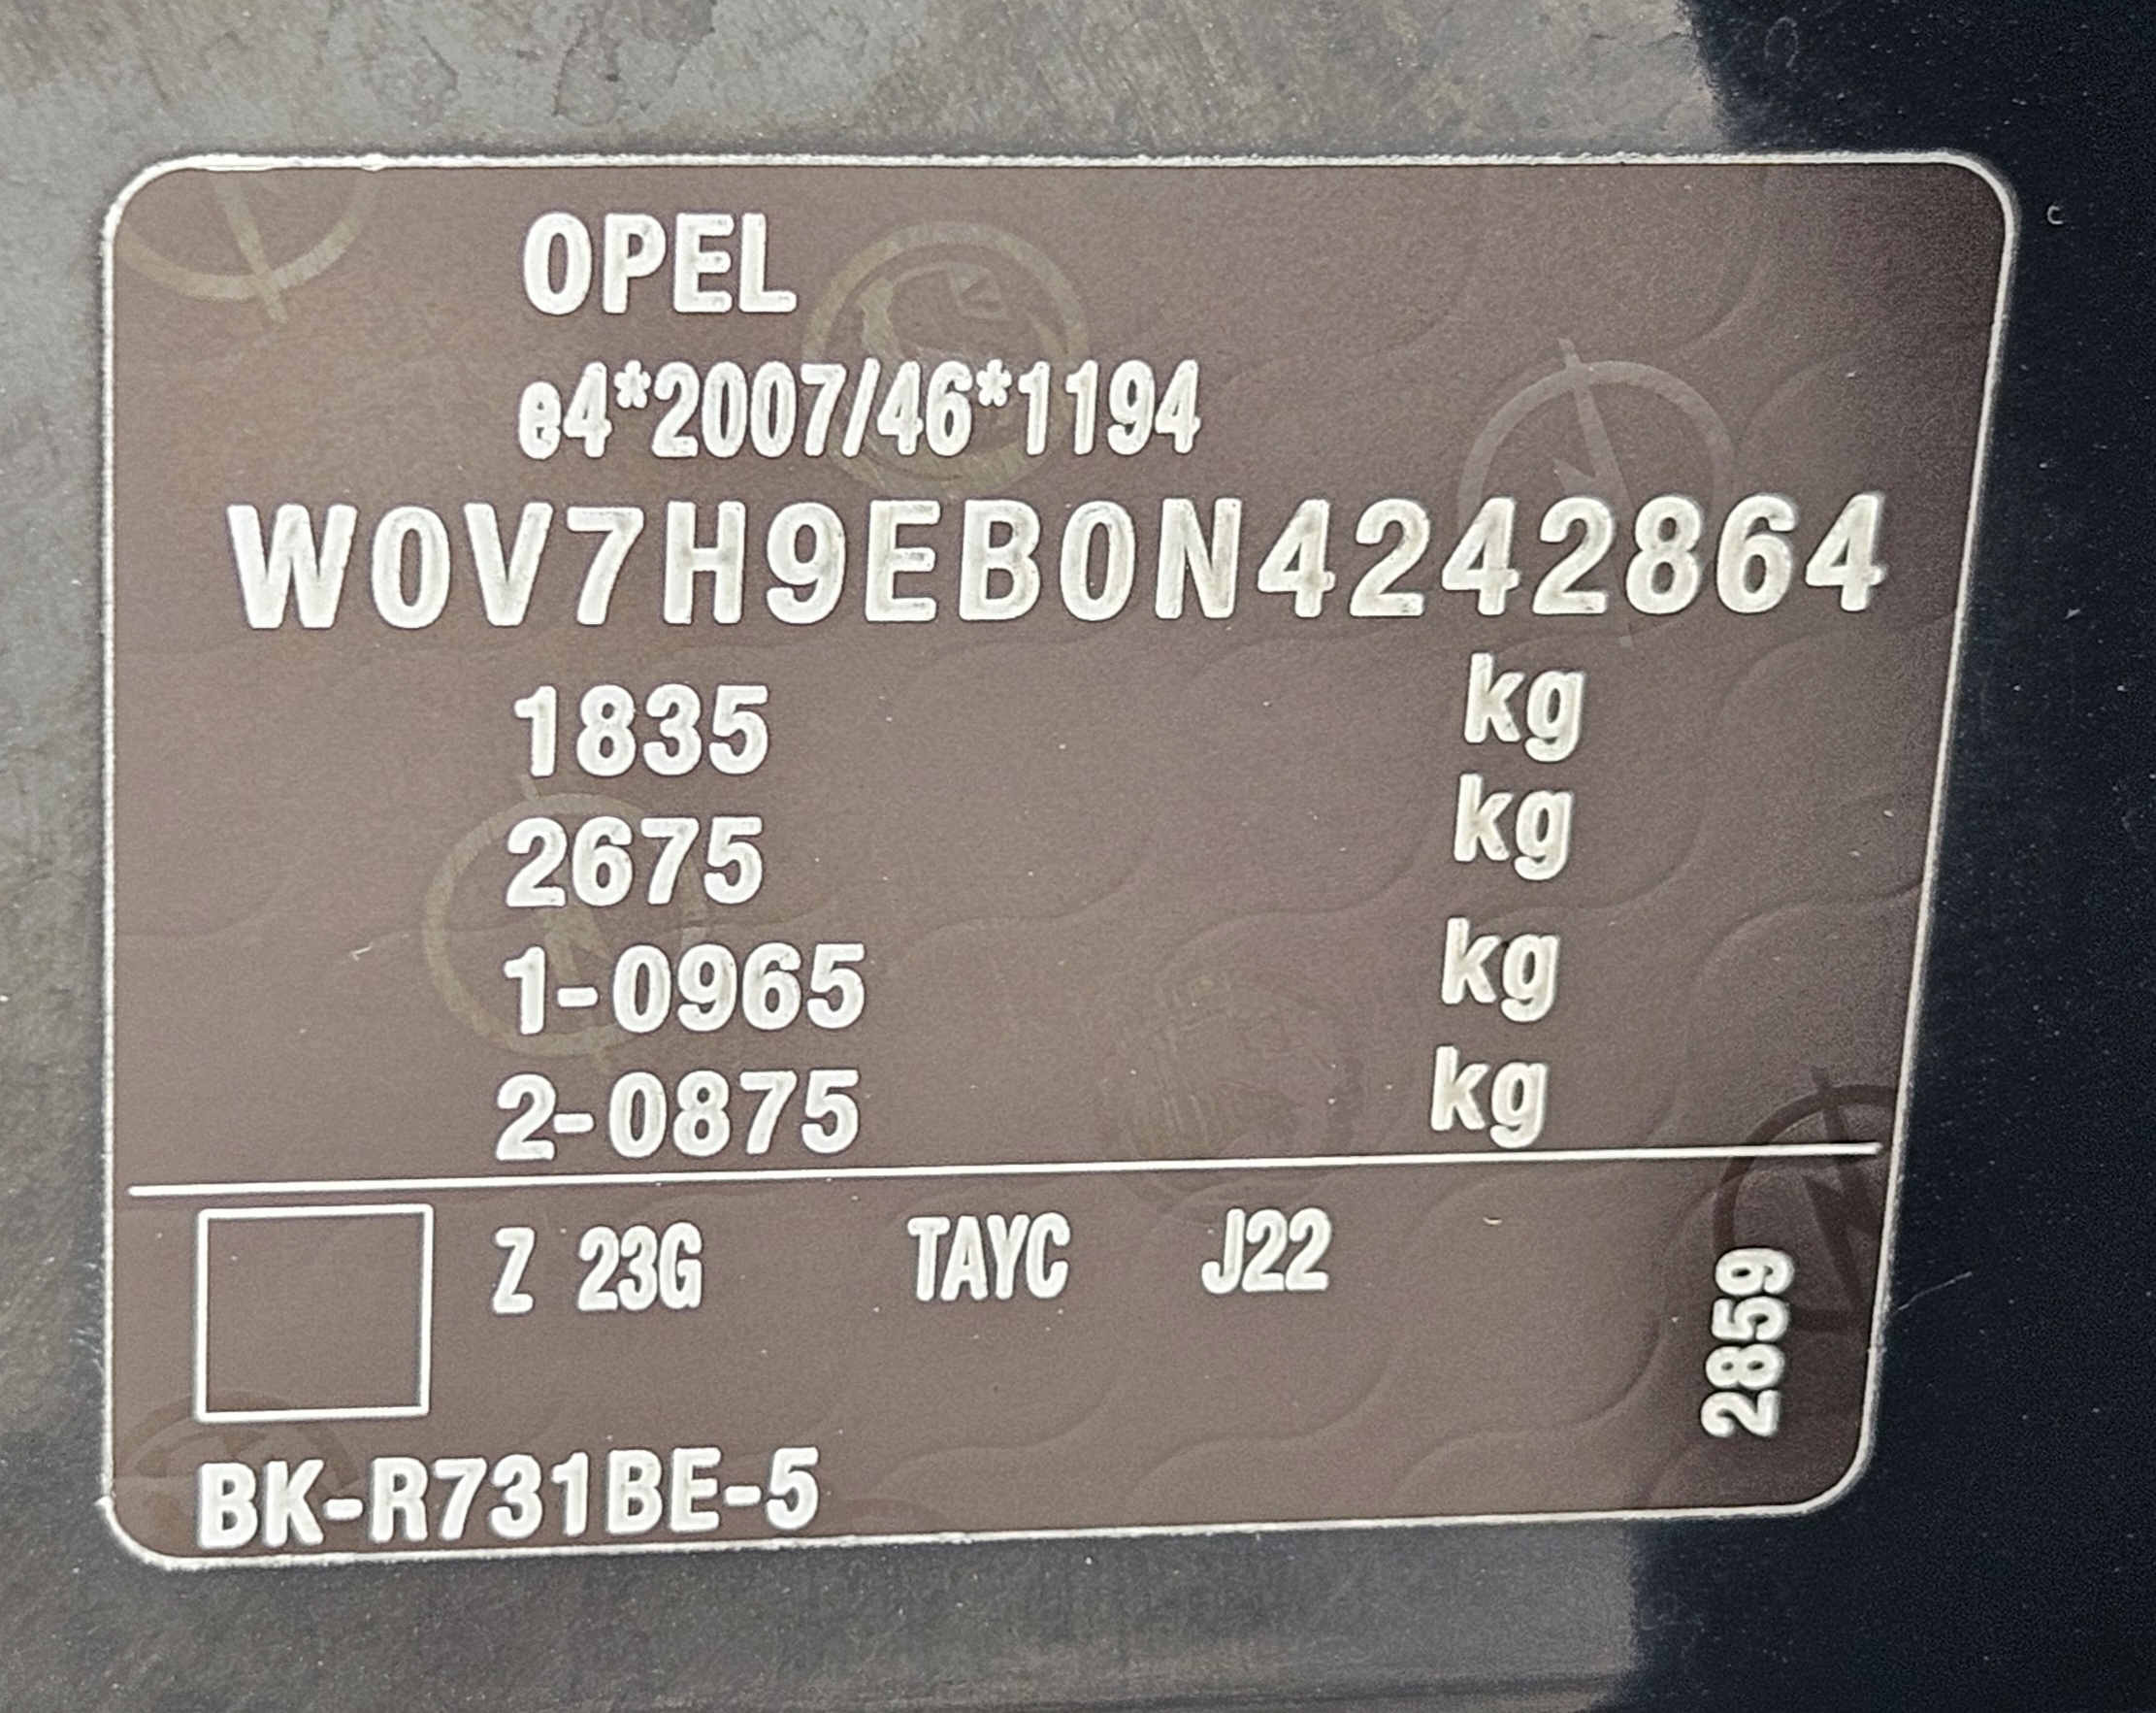 OPEL
e4*2007/46*1194
W0V7H9EB0N4242864
1835 kg
2675 kg
1-0965 kg
2-0875 kg
Z 23G TAYC J22
2859
BK-R731BE-5